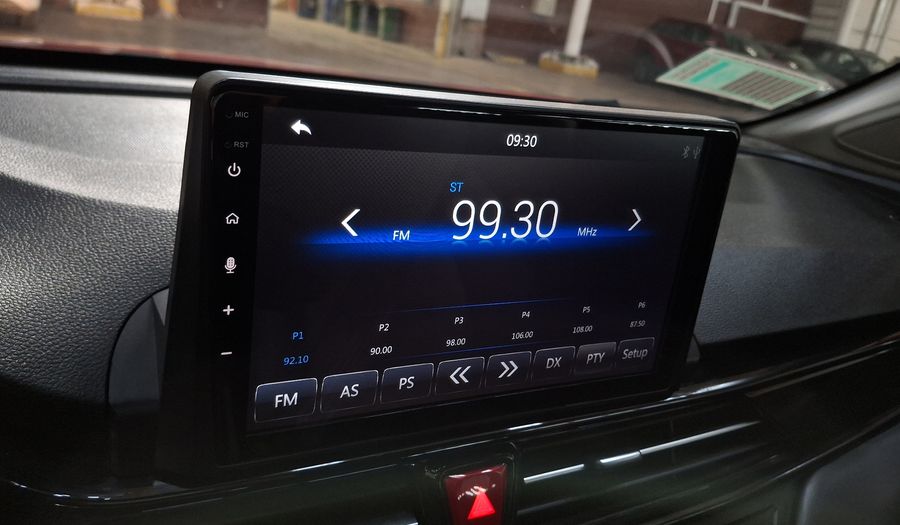 MIC
09:30
RST
ST
FM 99.30 MHz
P1 P2 P3 P4 P5 P6
92.10 90.00 98.00 106.00 108.00 87.50
FM AS PS DX PTY Setup